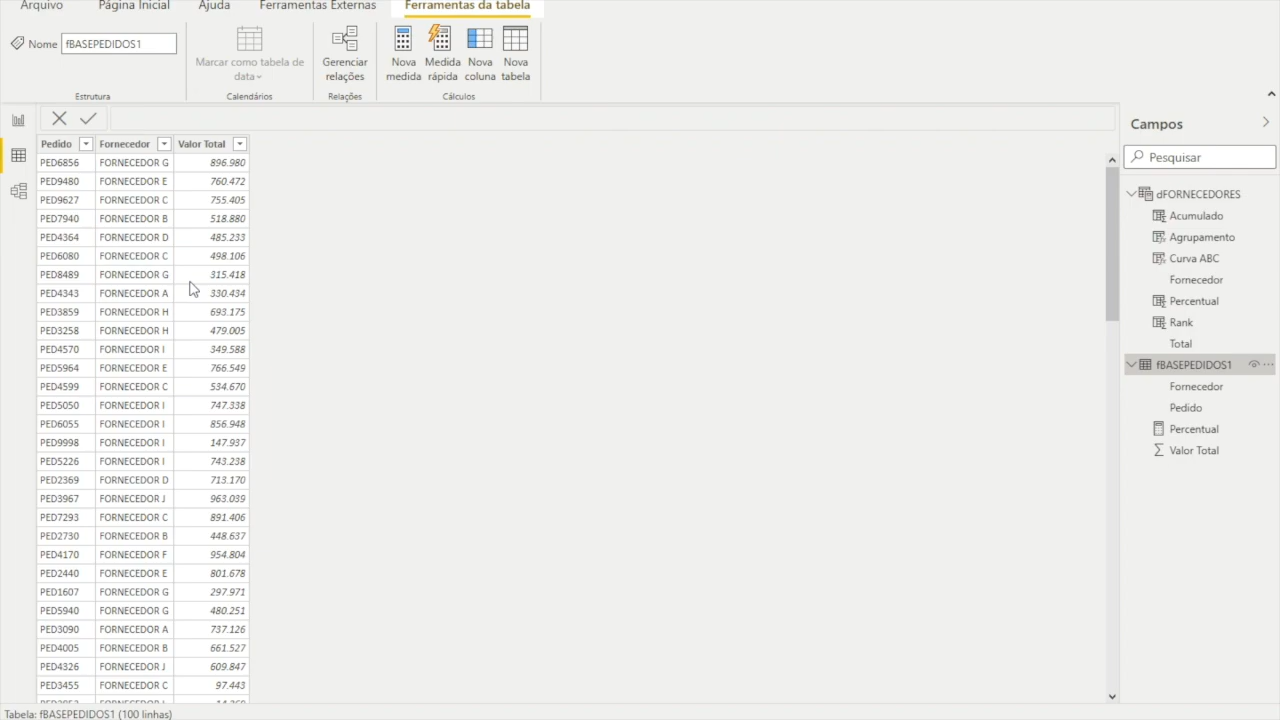 Arquivo Página Inicial Ajuda Ferramentas Externas Ferramentas da tabela
Nome fBASEPEDIDOS1
Marcar como tabela de data
Gerenciar relações
Nova medida
Medida rápida
Nova coluna
Nova tabela
Estrutura Calendários Relações Cálculos
Pedido Fornecedor Valor Total
PED6856 FORNECEDOR G 896.980
PED9480 FORNECEDOR E 760.472
PED9627 FORNECEDOR C 755.405
PED7940 FORNECEDOR B 518.880
PED4364 FORNECEDOR D 485.233
PED6080 FORNECEDOR C 498.106
PED8489 FORNECEDOR G 315.418
PED4343 FORNECEDOR A 330.434
PED3859 FORNECEDOR H 693.175
PED3258 FORNECEDOR H 479.005
PED4570 FORNECEDOR I 349.588
PED5964 FORNECEDOR E 766.549
PED4599 FORNECEDOR C 534.670
PED5050 FORNECEDOR I 747.338
PED6055 FORNECEDOR I 856.948
PED9998 FORNECEDOR I 147.937
PED5226 FORNECEDOR I 743.238
PED2369 FORNECEDOR D 713.170
PED3967 FORNECEDOR J 963.039
PED7293 FORNECEDOR C 891.406
PED2730 FORNECEDOR B 448.637
PED4170 FORNECEDOR F 954.804
PED2440 FORNECEDOR E 801.678
PED1607 FORNECEDOR G 297.971
PED5940 FORNECEDOR G 480.251
PED3090 FORNECEDOR A 737.126
PED4005 FORNECEDOR B 661.527
PED4326 FORNECEDOR J 609.847
PED3455 FORNECEDOR C 97.443
Tabela: fBASEPEDIDOS1 (100 linhas)
Campos
Pesquisar
dFORNECEDORES
Acumulado
Agrupamento
Curva ABC
Fornecedor
Percentual
Rank
Total
fBASEPEDIDOS1
Fornecedor
Pedido
Percentual
Valor Total